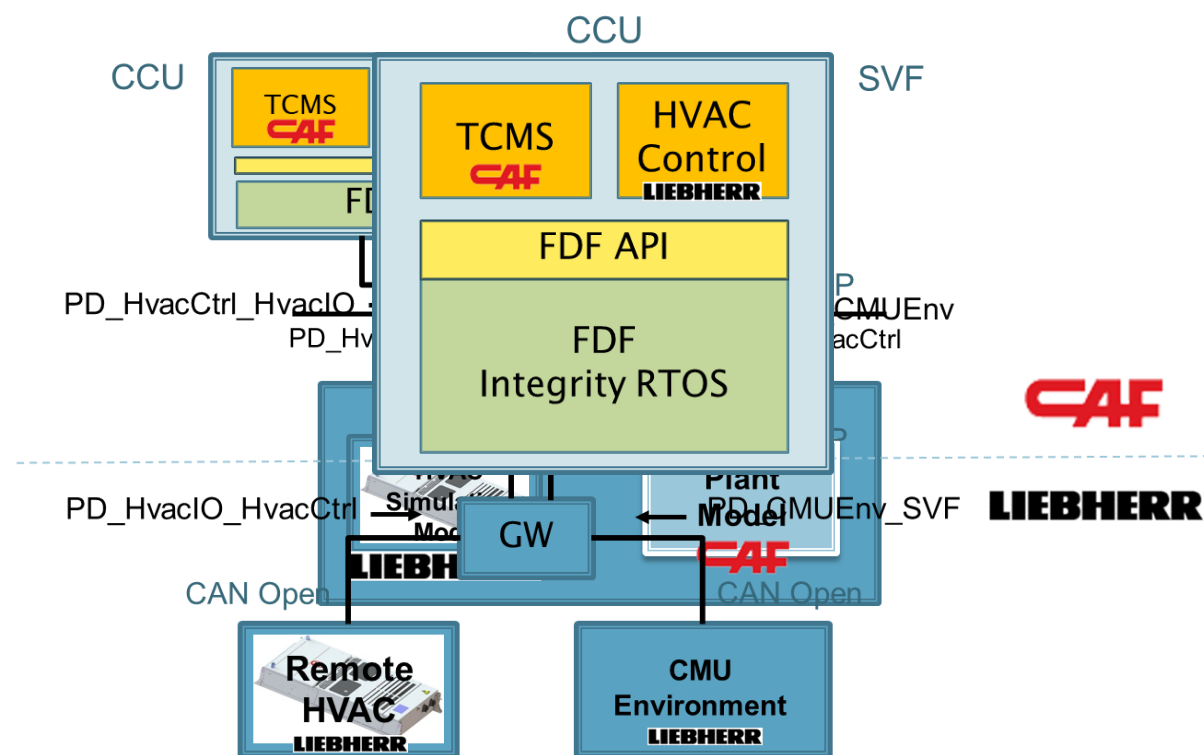 CCU
CCU
SVF
TCMS
CAF
TCMS
CAF
HVAC
Control
LIEBHERR
FDF API
PD_HvacCtrl_HvacIO
CMUEnv
acCtrl
FDF
Integrity RTOS
CAF
HVAC
Plant
PD_HvacIO_HvacCtrl
Model
PD_CMUEnv_SVF
LIEBHERR
GW
CAF
CAN Open
CAN Open
Remote
HVAC
LIEBHERR
CMU
Environment
LIEBHERR